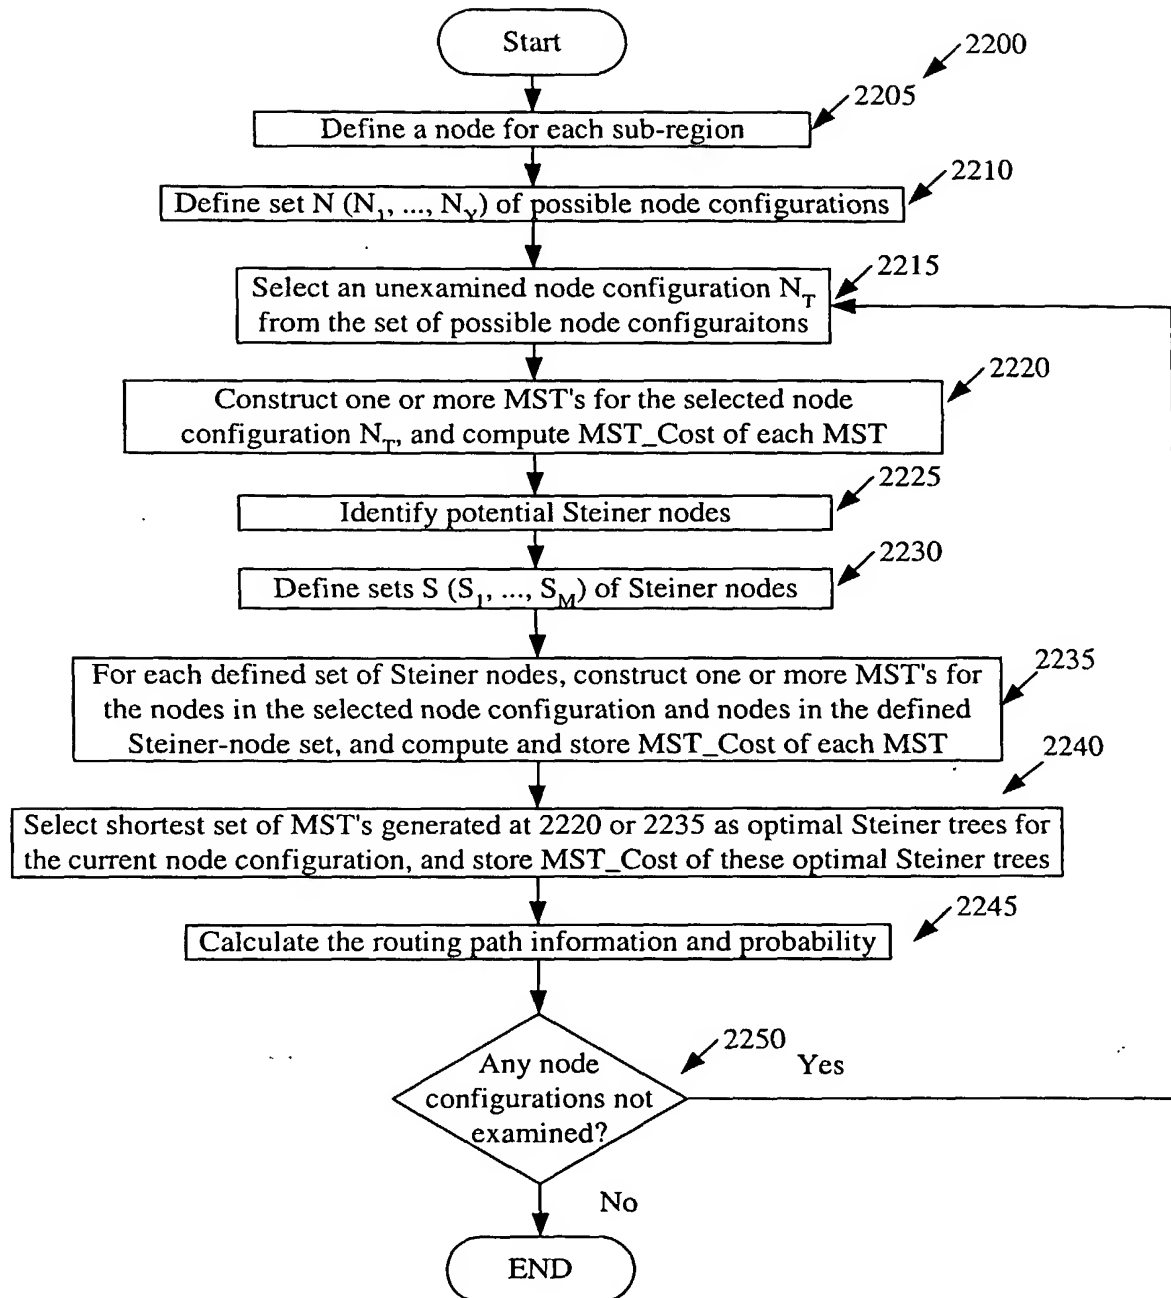 Start
2200
2205
Define a node for each sub-region
2210
Define set N (N₁, ..., N_Y) of possible node configurations
2215
Select an unexamined node configuration N_T
from the set of possible node configuraitons
2220
Construct one or more MST's for the selected node
configuration N_T, and compute MST_Cost of each MST
2225
Identify potential Steiner nodes
2230
Define sets S (S₁, ..., S_M) of Steiner nodes
2235
For each defined set of Steiner nodes, construct one or more MST's for
the nodes in the selected node configuration and nodes in the defined
Steiner-node set, and compute and store MST_Cost of each MST
2240
Select shortest set of MST's generated at 2220 or 2235 as optimal Steiner trees for
the current node configuration, and store MST_Cost of these optimal Steiner trees
2245
Calculate the routing path information and probability
2250
Any node
configurations not
examined?
Yes
No
END